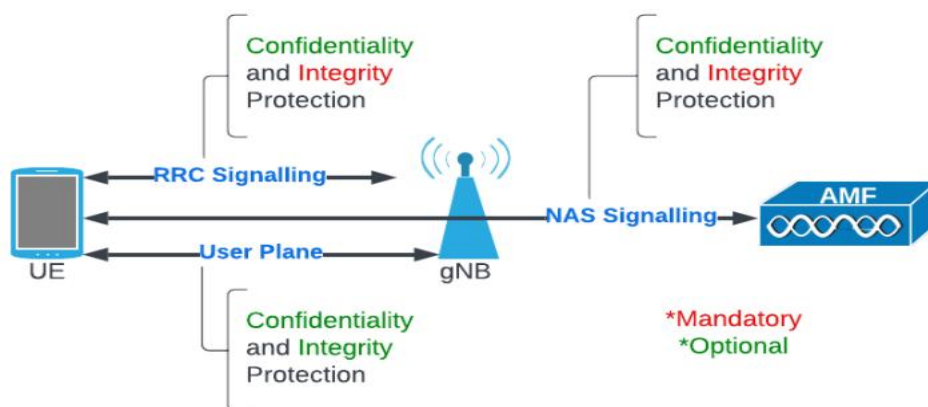 Confidentiality
and Integrity
Protection
Confidentiality
and Integrity
Protection
RRC Signalling
AMF
NAS Signalling
User Plane
UE
gNB
Confidentiality
and Integrity
Protection
*Mandatory
*Optional